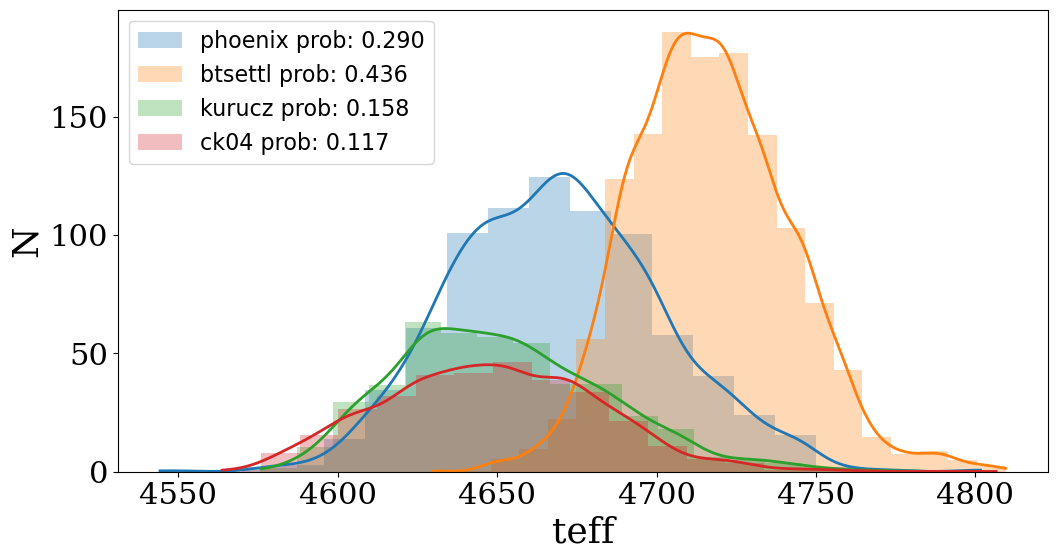 phoenix prob: 0.290
btsettl prob: 0.436
kurucz prob: 0.158
ck04 prob: 0.117
N
150
100
50
0
4550 4600 4650 4700 4750 4800
teff